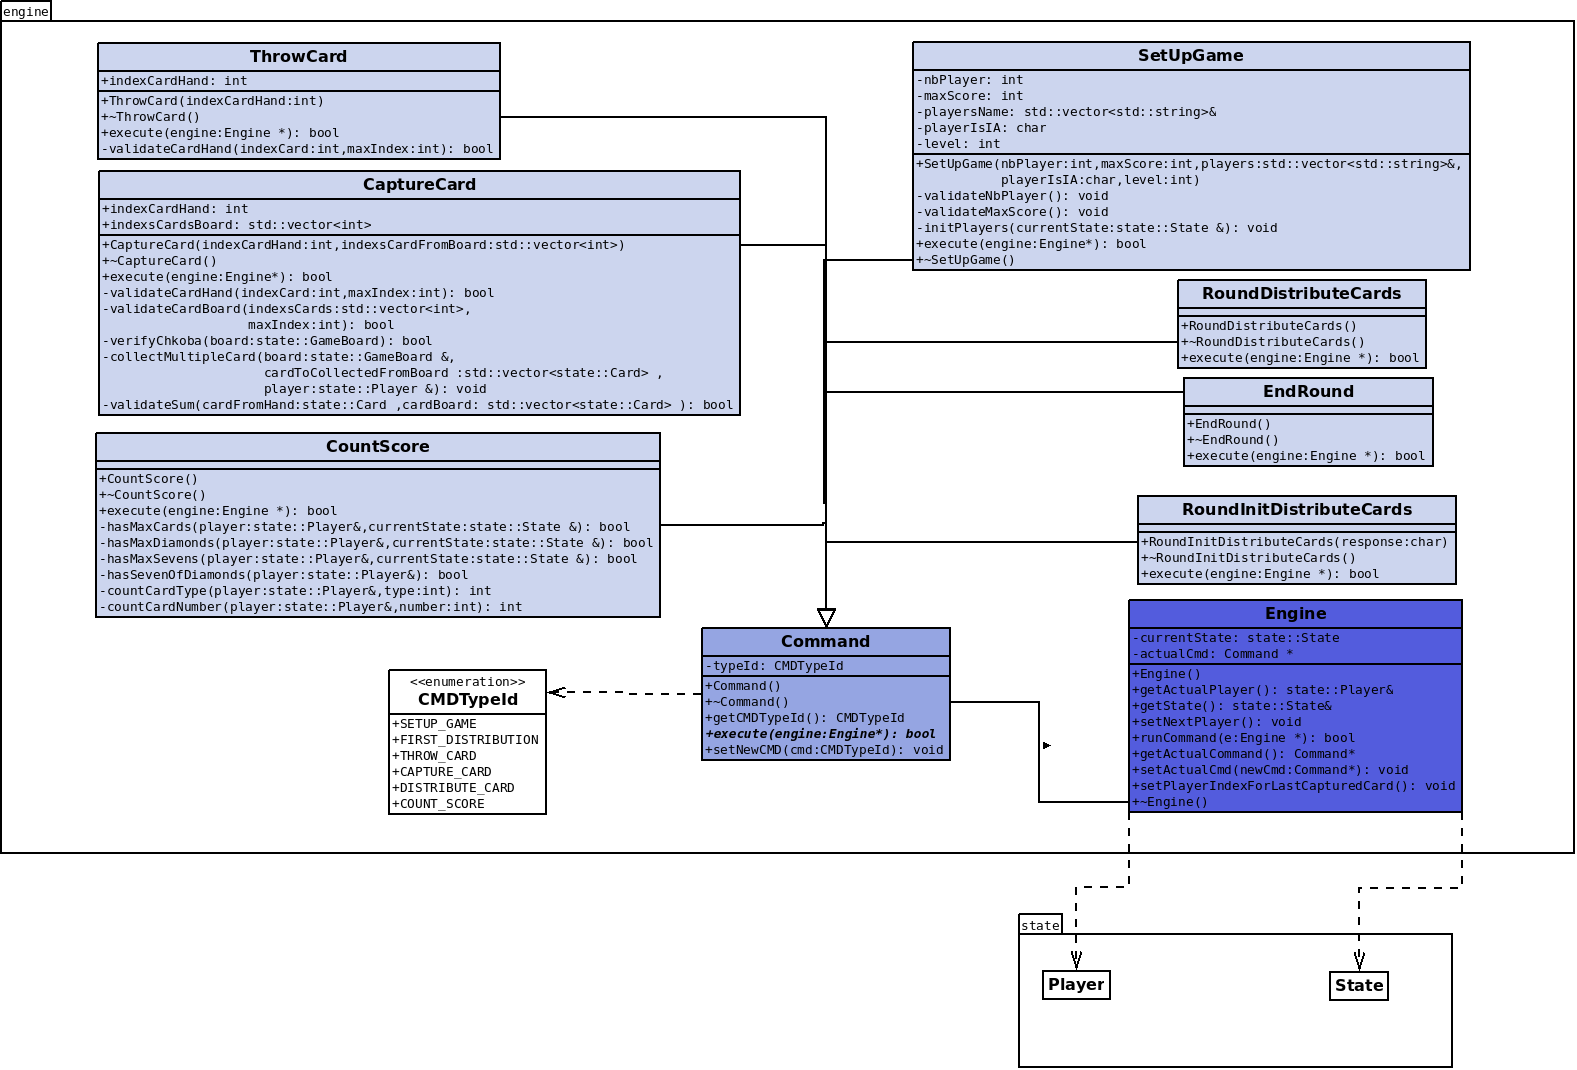 engine
ThrowCard
+indexCardHand: int
+ThrowCard(indexCardHand:int)
+~ThrowCard()
+execute(engine:Engine *): bool
-validateCardHand(indexCard:int,maxIndex:int): bool
CaptureCard
+indexCardHand: int
+indexsCardsBoard: std::vector<int>
+CaptureCard(indexCardHand:int,indexsCardFromBoard:std::vector<int>)
+~CaptureCard()
+execute(engine:Engine*): bool
-validateCardHand(indexCard:int,maxIndex:int): bool
-validateCardBoard(indexsCards:std::vector<int>,
maxIndex:int): bool
-verifyChkoba(board:state::GameBoard): bool
-collectMultipleCard(board:state::GameBoard &,
cardToCollectedFromBoard :std::vector<state::Card> ,
player:state::Player &): void
-validateSum(cardFromHand:state::Card ,cardBoard: std::vector<state::Card> ): bool
CountScore
+CountScore()
+~CountScore()
+execute(engine:Engine *): bool
-hasMaxCards(player:state::Player&,currentState:state::State &): bool
-hasMaxDiamonds(player:state::Player&,currentState:state::State &): bool
-hasMaxSevens(player:state::Player&,currentState:state::State &): bool
-hasSevenOfDiamonds(player:state::Player&): bool
-countCardType(player:state::Player&,type:int): int
-countCardNumber(player:state::Player&,number:int): int
SetUpGame
-nbPlayer: int
-maxScore: int
-playersName: std::vector<std::string>&
-playerIsIA: char
-level: int
+SetUpGame(nbPlayer:int,maxScore:int,players:std::vector<std::string>&,
playerIsIA:char,level:int)
-validateNbPlayer(): void
-validateMaxScore(): void
-initPlayers(currentState:state::State &): void
+execute(engine:Engine*): bool
+~SetUpGame()
RoundDistributeCards
+RoundDistributeCards()
+~RoundDistributeCards()
+execute(engine:Engine *): bool
EndRound
+EndRound()
+~EndRound()
+execute(engine:Engine *): bool
RoundInitDistributeCards
+RoundInitDistributeCards(response:char)
+~RoundInitDistributeCards()
+execute(engine:Engine *): bool
<<enumeration>>
CMDTypeId
+SETUP_GAME
+FIRST_DISTRIBUTION
+THROW_CARD
+CAPTURE_CARD
+DISTRIBUTE_CARD
+COUNT_SCORE
Command
-typeId: CMDTypeId
+Command()
+~Command()
+getCMDTypeId(): CMDTypeId
+execute(engine:Engine*): bool
+setNewCMD(cmd:CMDTypeId): void
Engine
-currentState: state::State
-actualCmd: Command *
+Engine()
+getActualPlayer(): state::Player&
+getState(): state::State&
+setNextPlayer(): void
+runCommand(e:Engine *): bool
+getActualCommand(): Command*
+setActualCmd(newCmd:Command*): void
+setPlayerIndexForLastCapturedCard(): void
+~Engine()
state
Player
State